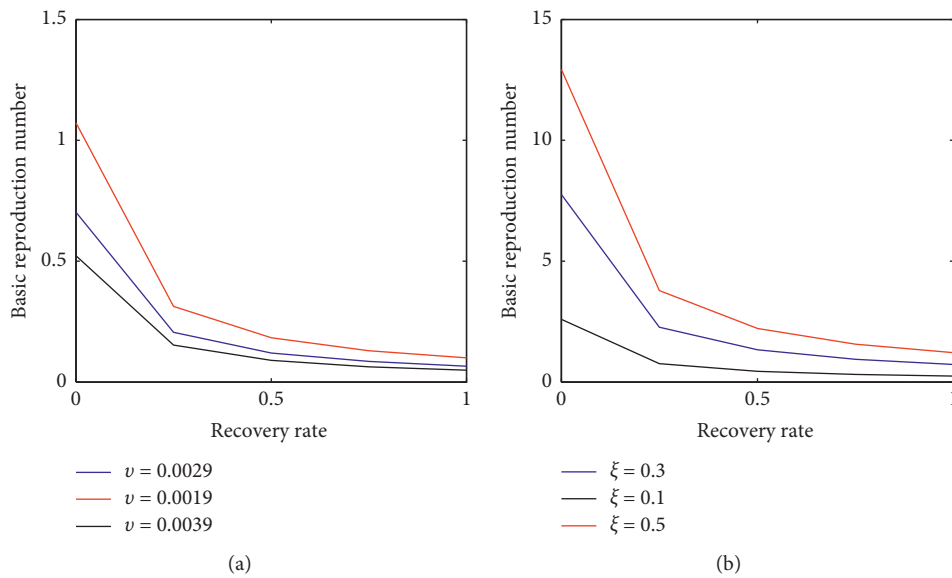 1.5
1
0.5
0
Basic reproduction number
0
0.5
1
Recovery rate
υ = 0.0029
υ = 0.0019
υ = 0.0039
(a)
15
10
5
0
Basic reproduction number
0
0.5
1
Recovery rate
ξ = 0.3
ξ = 0.1
ξ = 0.5
(b)